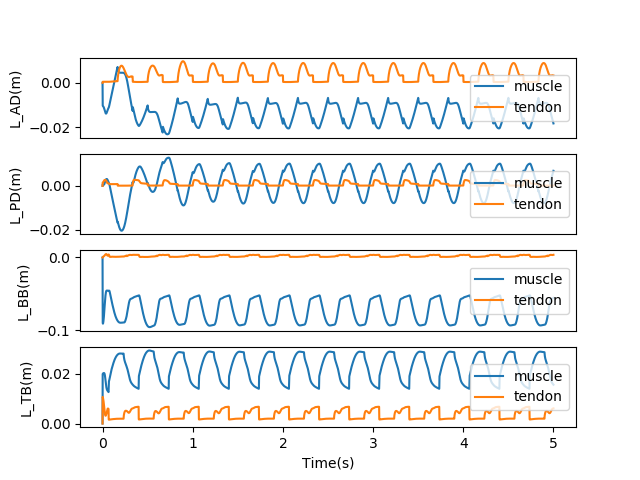 L_AD(m)
0.00
−0.02
muscle
tendon
L_PD(m)
0.00
−0.02
muscle
tendon
L_BB(m)
0.0
−0.1
muscle
tendon
L_TB(m)
0.02
0.00
muscle
tendon
0 1 2 3 4 5
Time(s)